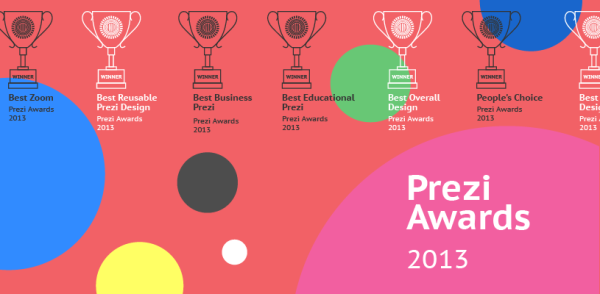 WINNER
Best Zoom
Prezi Awards
2013
WINNER
Best Reusable
Prezi Design
Prezi Awards
2013
WINNER
Best Business
Prezi
Prezi Awards
2013
WINNER
Best Educational
Prezi
Prezi Awards
2013
WINNER
Best Overall
Design
Prezi Awards
2013
WINNER
People's Choice
Prezi Awards
2013
Prezi
Awards
2013